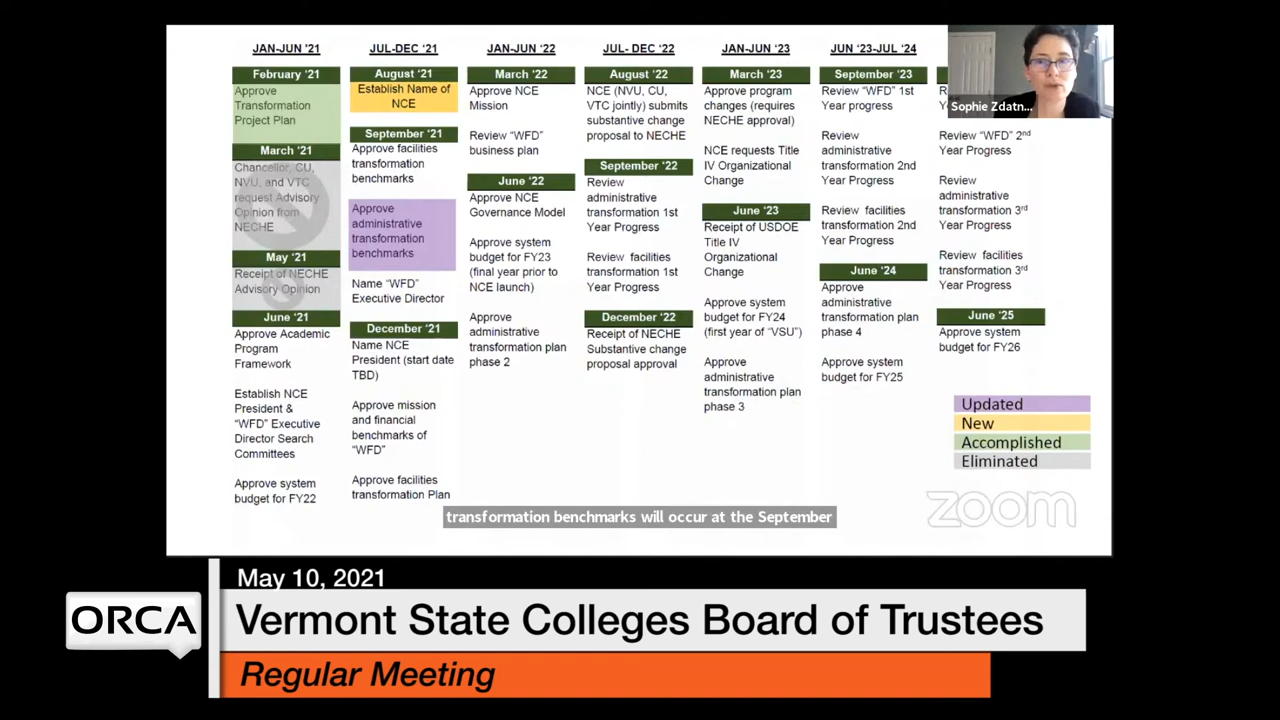 JAN-JUN '21
February '21
Approve
Transformation
Project Plan
March '21
Chancellor, CU,
NVU, and VTC
request Advisory
Opinion from
NECHE
May '21
Receipt of NECHE
Advisory Opinion
June '21
Approve Academic
Program
Framework
Establish NCE
President &
"WFD" Executive
Director Search
Committees
Approve system
budget for FY22
JUL-DEC '21
August '21
Establish Name of
NCE
September '21
Approve facilities
transformation
benchmarks
Approve
administrative
transformation
benchmarks
Name "WFD"
Executive Director
December '21
Name NCE
President (start date
TBD)
Approve mission
and financial
benchmarks of
"WFD"
Approve facilities
transformation Plan
JAN-JUN '22
March '22
Approve NCE
Mission
Review "WFD"
business plan
June '22
Approve NCE
Governance Model
Approve system
budget for FY23
(final year prior to
NCE launch)
Approve
administrative
transformation plan
phase 2
JUL- DEC '22
August '22
NCE (NVU, CU,
VTC jointly) submits
substantive change
proposal to NECHE
September '22
Review
administrative
transformation 1st
Year Progress
Review facilities
transformation 1st
Year Progress
December '22
Receipt of NECHE
Substantive change
proposal approval
JAN-JUN '23
March '23
Approve program
changes (requires
NECHE approval)
NCE requests Title
IV Organizational
Change
June '23
Receipt of USDOE
Title IV
Organizational
Change
Approve system
budget for FY24
(first year of "VSU")
Approve
administrative
transformation plan
phase 3
JUN '23-JUL '24
September '23
Review "WFD" 1st
Year progress
Review
administrative
transformation 2nd
Year Progress
Review facilities
transformation 2nd
Year Progress
June '24
Approve
administrative
transformation plan
phase 4
Approve system
budget for FY25
Review "WFD" 2nd
Year Progress
Review
administrative
transformation 3rd
Year Progress
Review facilities
transformation 3rd
Year Progress
June '25
Approve system
budget for FY26
Sophie Zdatn...
Updated
New
Accomplished
Eliminated
zoom
transformation benchmarks will occur at the September
May 10, 2021
ORCA
Vermont State Colleges Board of Trustees
Regular Meeting